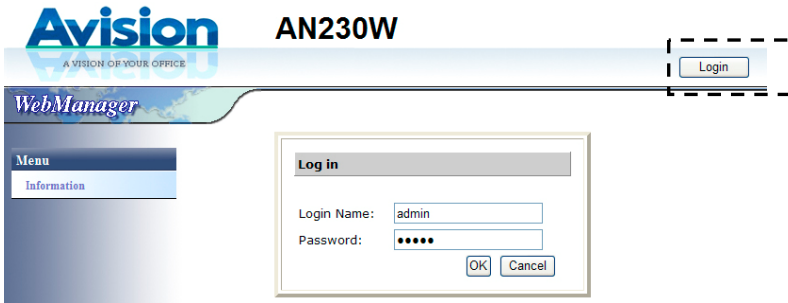 Avision
AN230W
A VISION OF YOUR OFFICE
Login
WebManager
Menu
Information
Log in
Login Name: admin
Password: •••••
OK Cancel